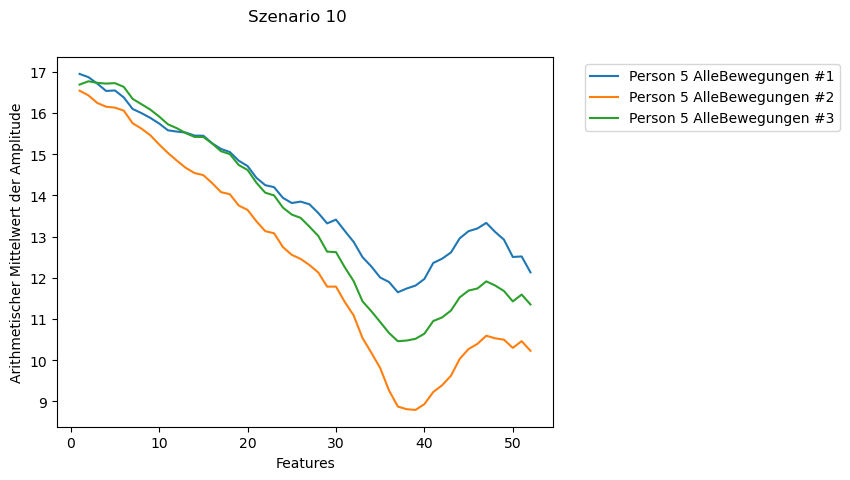 Szenario 10
Person 5 AlleBewegungen #1
Person 5 AlleBewegungen #2
Person 5 AlleBewegungen #3
Arithmetischer Mittelwert der Amplitude
17
16
15
14
13
12
11
10
9
0 10 20 30 40 50
Features